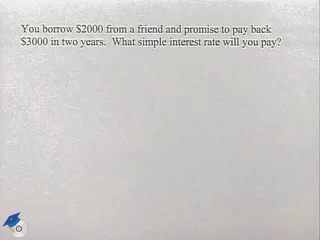 You borrow $2000 from a friend and promise to pay back
$3000 in two years.  What simple interest rate will you pay?